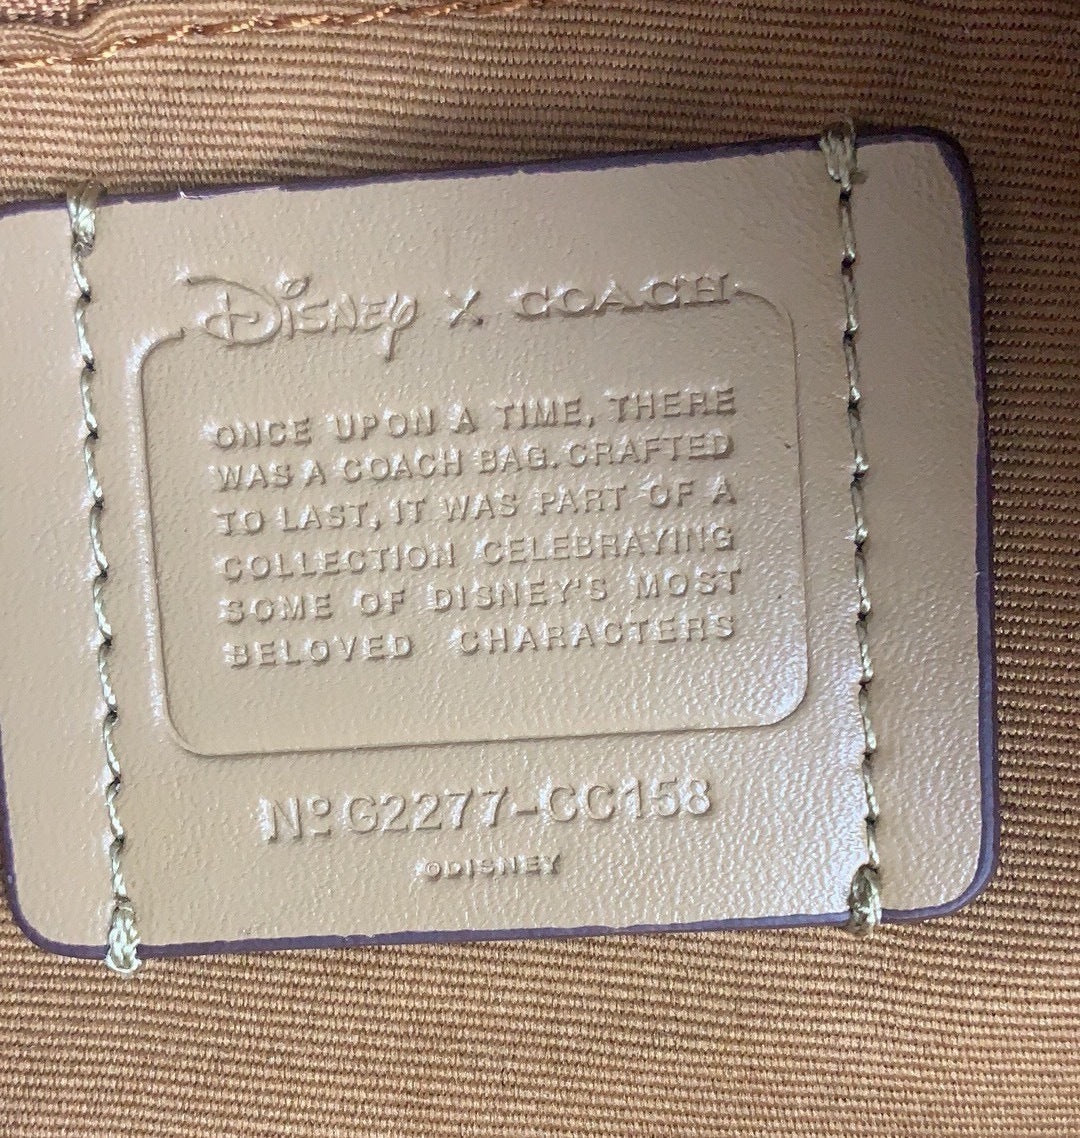 Disney X COACH
ONCE UPON A TIME, THERE
WAS A COACH BAG. CRAFTED
TO LAST, IT WAS PART OF A
COLLECTION CELEBRAYING
SOME OF DISNEY'S MOST
BELOVED CHARACTERS
Nº G2277-CC158
©DISNEY